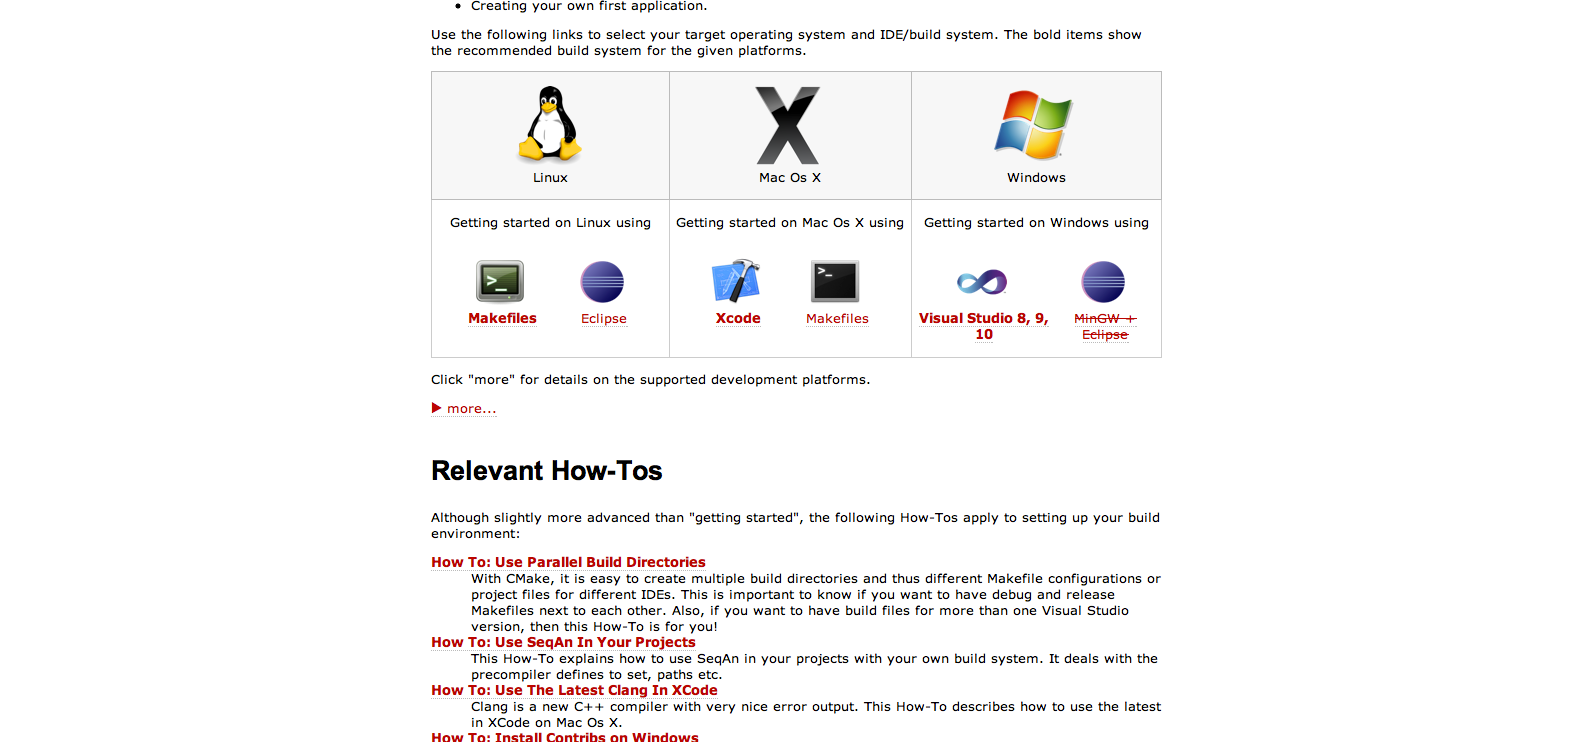 Creating your own first application.
Use the following links to select your target operating system and IDE/build system. The bold items show
the recommended build system for the given platforms.
Linux
Mac Os X
Windows
Getting started on Linux using
Getting started on Mac Os X using
Getting started on Windows using
>_
Makefiles
Eclipse
Xcode
>_
Makefiles
Visual Studio 8, 9,
10
MinGW +
Eclipse
Click "more" for details on the supported development platforms.
more...
Relevant How-Tos
Although slightly more advanced than "getting started", the following How-Tos apply to setting up your build
environment:
How To: Use Parallel Build Directories
With CMake, it is easy to create multiple build directories and thus different Makefile configurations or
project files for different IDEs. This is important to know if you want to have debug and release
Makefiles next to each other. Also, if you want to have build files for more than one Visual Studio
version, then this How-To is for you!
How To: Use SeqAn In Your Projects
This How-To explains how to use SeqAn in your projects with your own build system. It deals with the
precompiler defines to set, paths etc.
How To: Use The Latest Clang In XCode
Clang is a new C++ compiler with very nice error output. This How-To describes how to use the latest
in XCode on Mac Os X.
How To: Install Contribs on Windows